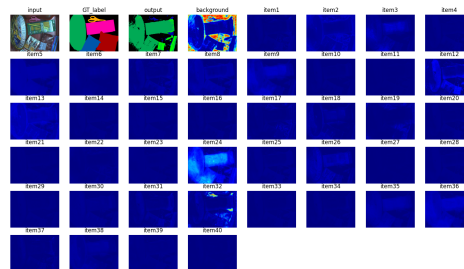 input GT_label output background item1 item2 item3 item4
item5 item6 item7 item8 item9 item10 item11 item12
item13 item14 item15 item16 item17 item18 item19 item20
item21 item22 item23 item24 item25 item26 item27 item28
item29 item30 item31 item32 item33 item34 item35 item36
item37 item38 item39 item40